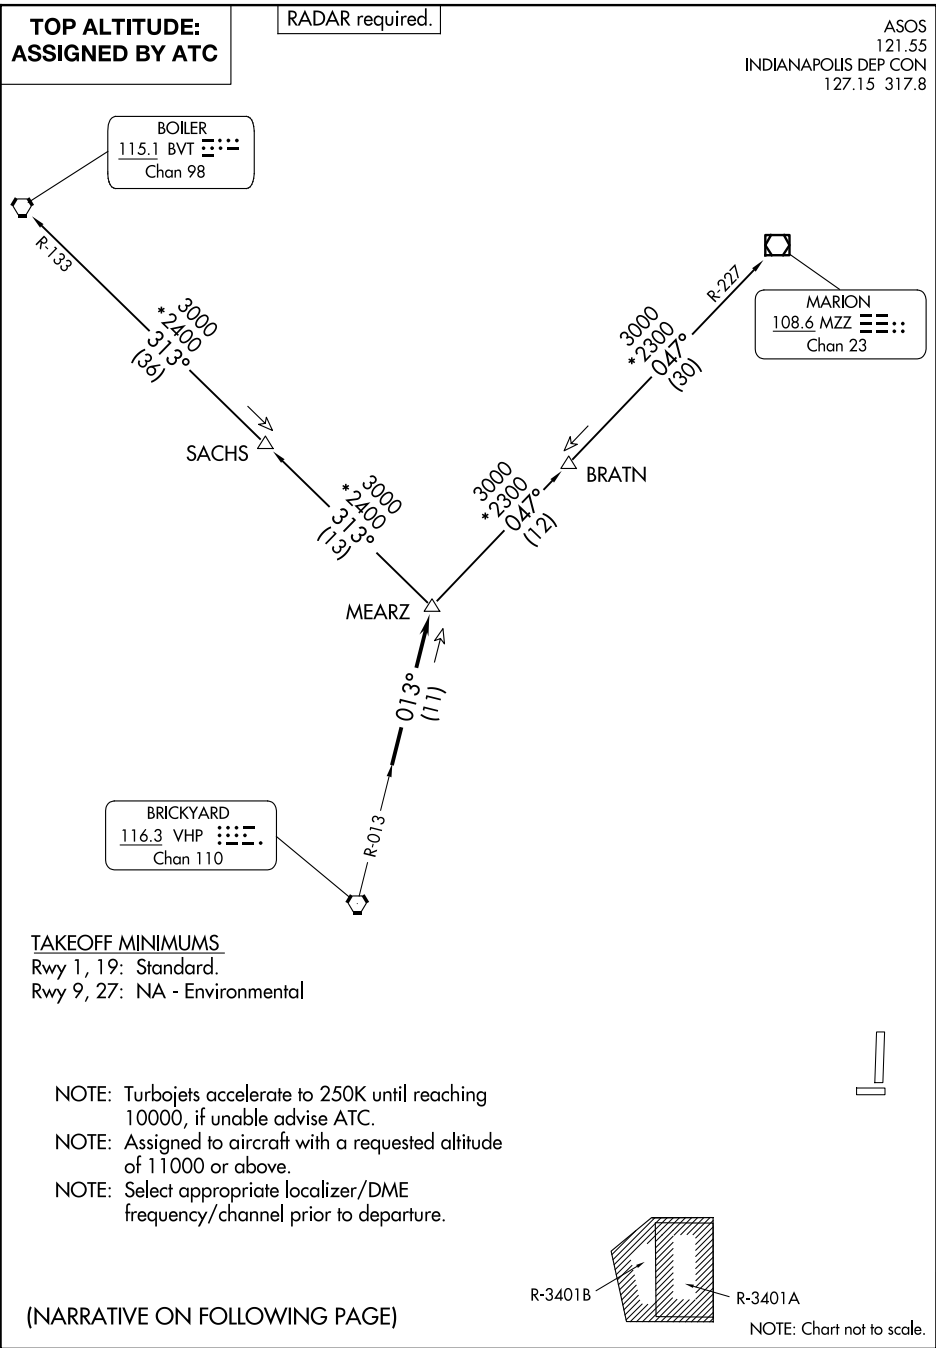 TOP ALTITUDE:
ASSIGNED BY ATC
RADAR required.
ASOS
121.55
INDIANAPOLIS DEP CON
127.15 317.8
BOILER
115.1 BVT
Chan 98
R-133
3000
*2400
313°
(36)
SACHS
3000
*2400
313°
(13)
R-227
MARION
108.6 MZZ
Chan 23
3000
*2300
047°
(30)
BRATN
3000
*2300
047°
(12)
MEARZ
013°
(11)
R-013
BRICKYARD
116.3 VHP
Chan 110
TAKEOFF MINIMUMS
Rwy 1, 19: Standard.
Rwy 9, 27: NA - Environmental
NOTE: Turbojets accelerate to 250K until reaching
10000, if unable advise ATC.
NOTE: Assigned to aircraft with a requested altitude
of 11000 or above.
NOTE: Select appropriate localizer/DME
frequency/channel prior to departure.
R-3401B
R-3401A
(NARRATIVE ON FOLLOWING PAGE)
NOTE: Chart not to scale.